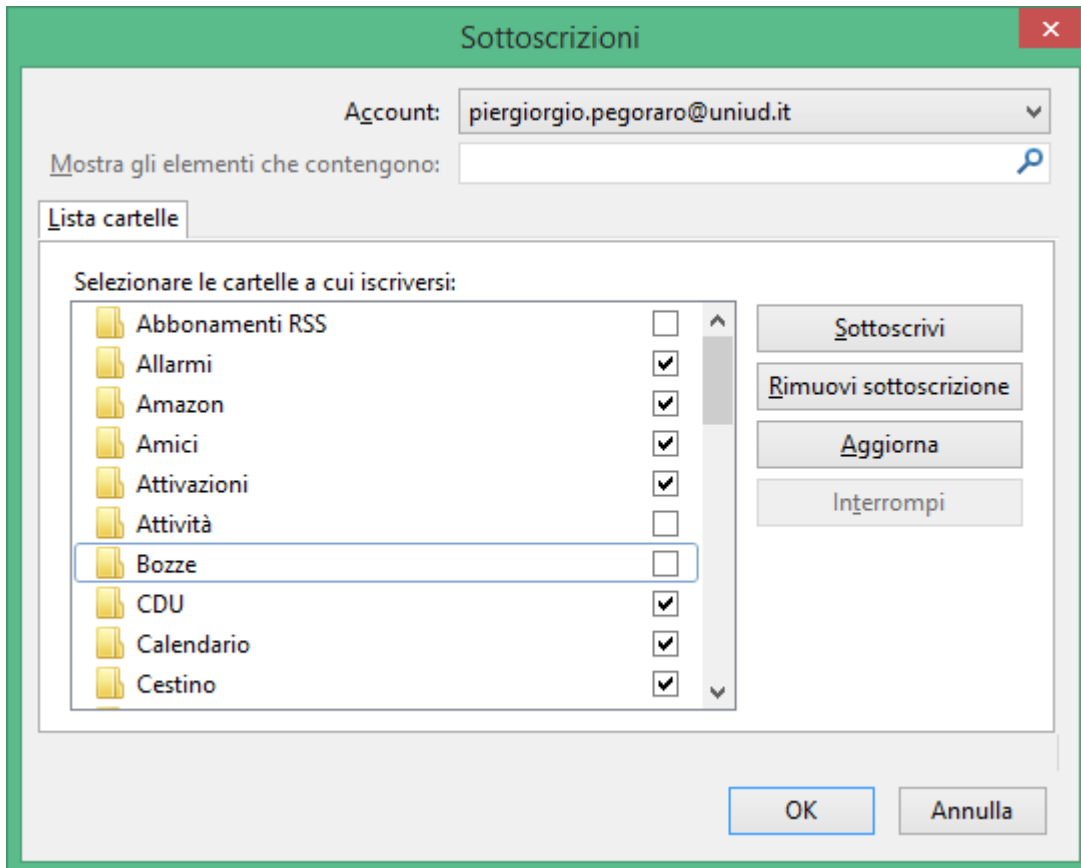 Sottoscrizioni
Account: piergiorgio.pegoraro@uniud.it
Mostra gli elementi che contengono:
Lista cartelle
Selezionare le cartelle a cui iscriversi:
Abbonamenti RSS
Allarmi
Amazon
Amici
Attivazioni
Attività
Bozze
CDU
Calendario
Cestino
Sottoscrivi
Rimuovi sottoscrizione
Aggiorna
Interrompi
OK
Annulla